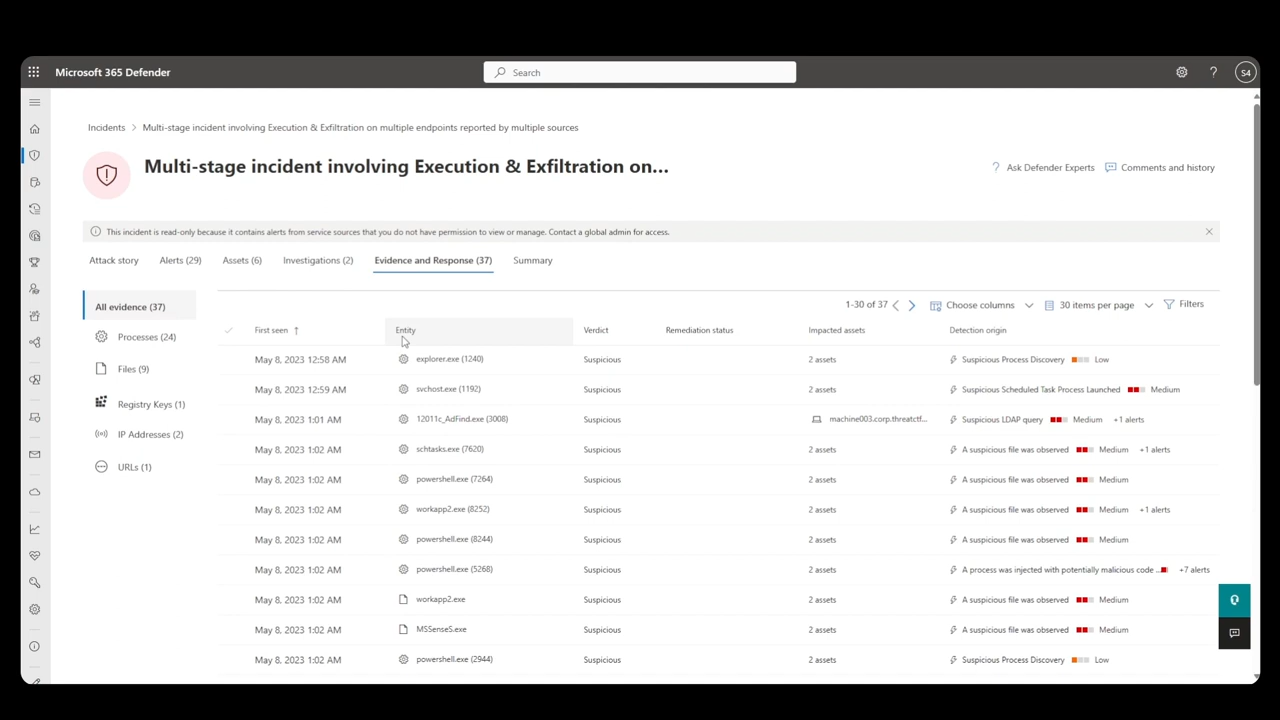 Microsoft 365 Defender
Search
?
S4
Incidents > Multi-stage incident involving Execution & Exfiltration on multiple endpoints reported by multiple sources
Multi-stage incident involving Execution & Exfiltration on...
? Ask Defender Experts Comments and history
This incident is read-only because it contains alerts from service sources that you do not have permission to view or manage. Contact a global admin for access.
Attack story Alerts (29) Assets (6) Investigations (2) Evidence and Response (37) Summary
All evidence (37)
Processes (24)
Files (9)
Registry Keys (1)
IP Addresses (2)
URLs (1)
1-30 of 37 Choose columns 30 items per page Filters
First seen ↑ Entity Verdict Remediation status Impacted assets Detection origin
May 8, 2023 12:58 AM explorer.exe (1240) Suspicious 2 assets Suspicious Process Discovery Low
May 8, 2023 12:59 AM svchost.exe (1192) Suspicious 2 assets Suspicious Scheduled Task Process Launched Medium
May 8, 2023 1:01 AM 12011c_AdFind.exe (3008) Suspicious machine003.corp.threatctf... Suspicious LDAP query Medium +1 alerts
May 8, 2023 1:02 AM schtasks.exe (7620) Suspicious 2 assets A suspicious file was observed Medium +1 alerts
May 8, 2023 1:02 AM powershell.exe (7264) Suspicious 2 assets A suspicious file was observed Medium
May 8, 2023 1:02 AM workapp2.exe (8252) Suspicious 2 assets A suspicious file was observed Medium +1 alerts
May 8, 2023 1:02 AM powershell.exe (8244) Suspicious 2 assets A suspicious file was observed Medium
May 8, 2023 1:02 AM powershell.exe (5268) Suspicious 2 assets A process was injected with potentially malicious code ... +7 alerts
May 8, 2023 1:02 AM workapp2.exe Suspicious 2 assets A suspicious file was observed Medium
May 8, 2023 1:02 AM MSSenseS.exe Suspicious 2 assets A suspicious file was observed Medium
May 8, 2023 1:02 AM powershell.exe (2944) Suspicious 2 assets Suspicious Process Discovery Low